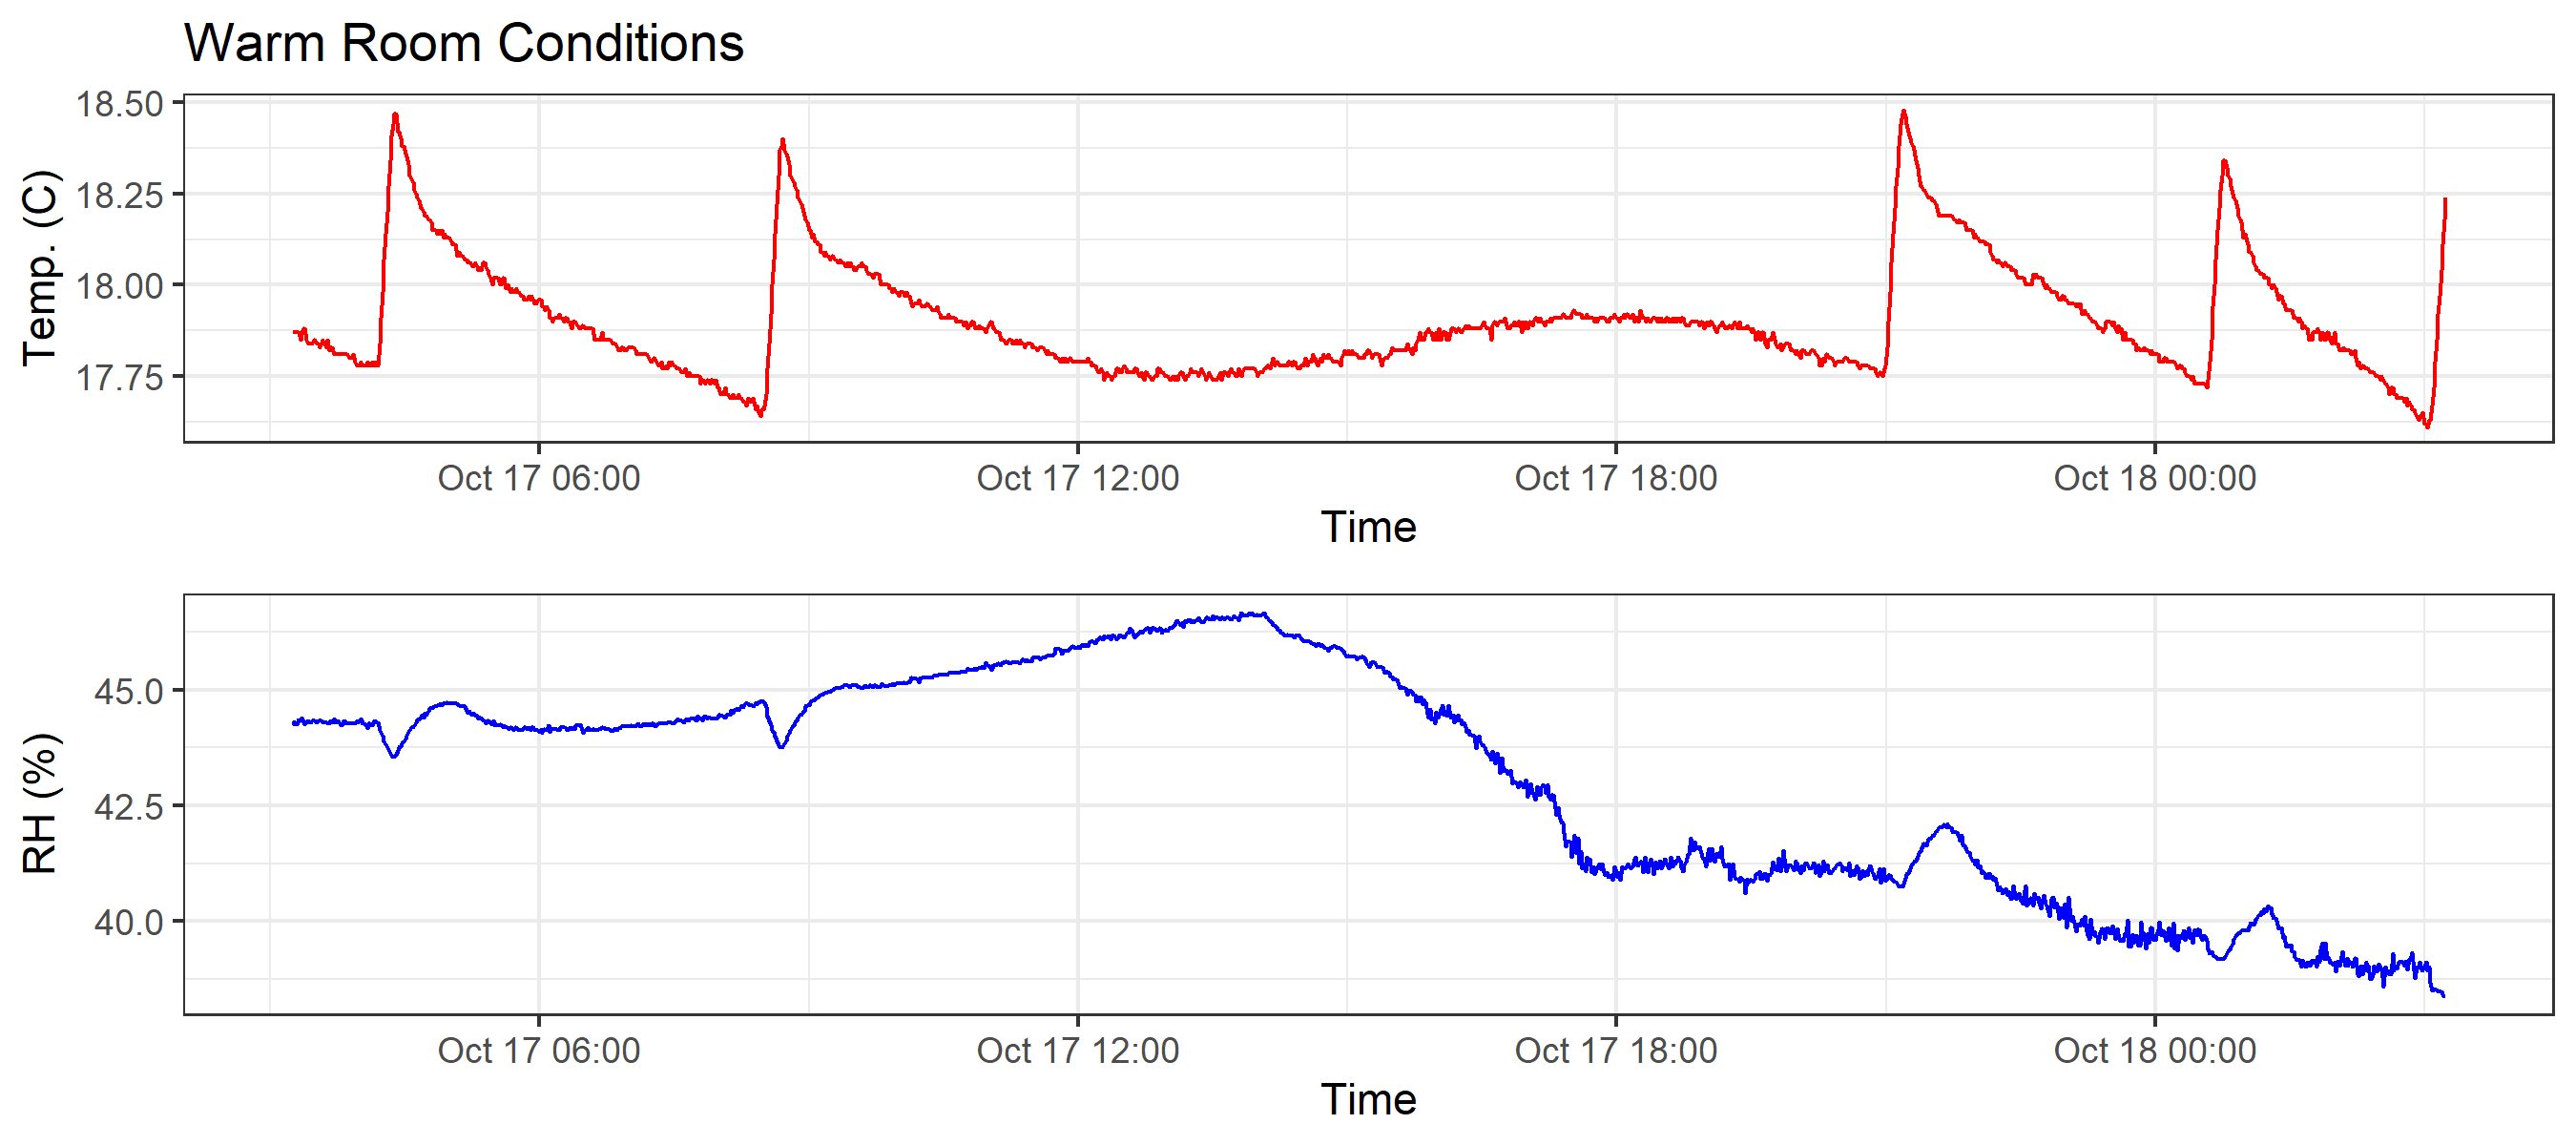 Warm Room Conditions
Temp. (C)
18.50
18.25
18.00
17.75
Oct 17 06:00 Oct 17 12:00 Oct 17 18:00 Oct 18 00:00
Time
RH (%)
45.0
42.5
40.0
Oct 17 06:00 Oct 17 12:00 Oct 17 18:00 Oct 18 00:00
Time